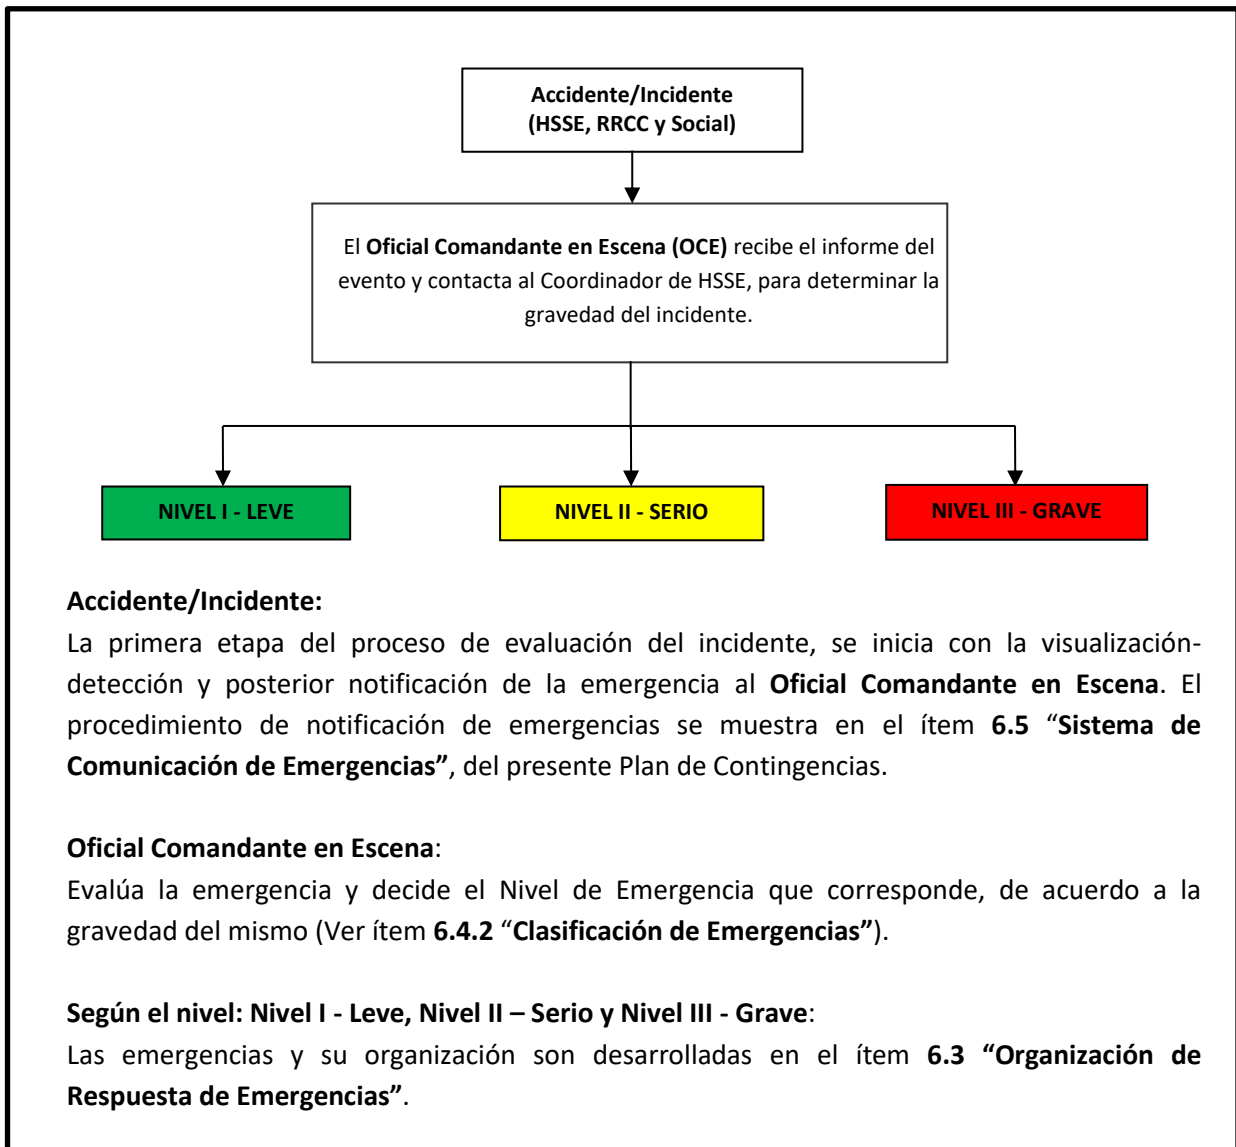 Accidente/Incidente
(HSSE, RRCC y Social)
El Oficial Comandante en Escena (OCE) recibe el informe del
evento y contacta al Coordinador de HSSE, para determinar la
gravedad del incidente.
NIVEL I - LEVE
NIVEL II - SERIO
NIVEL III - GRAVE
Accidente/Incidente:
La primera etapa del proceso de evaluación del incidente, se inicia con la visualización-
detección y posterior notificación de la emergencia al Oficial Comandante en Escena. El
procedimiento de notificación de emergencias se muestra en el ítem 6.5 “Sistema de
Comunicación de Emergencias”, del presente Plan de Contingencias.
Oficial Comandante en Escena:
Evalúa la emergencia y decide el Nivel de Emergencia que corresponde, de acuerdo a la
gravedad del mismo (Ver ítem 6.4.2 “Clasificación de Emergencias”).
Según el nivel: Nivel I - Leve, Nivel II – Serio y Nivel III - Grave:
Las emergencias y su organización son desarrolladas en el ítem 6.3 “Organización de
Respuesta de Emergencias”.